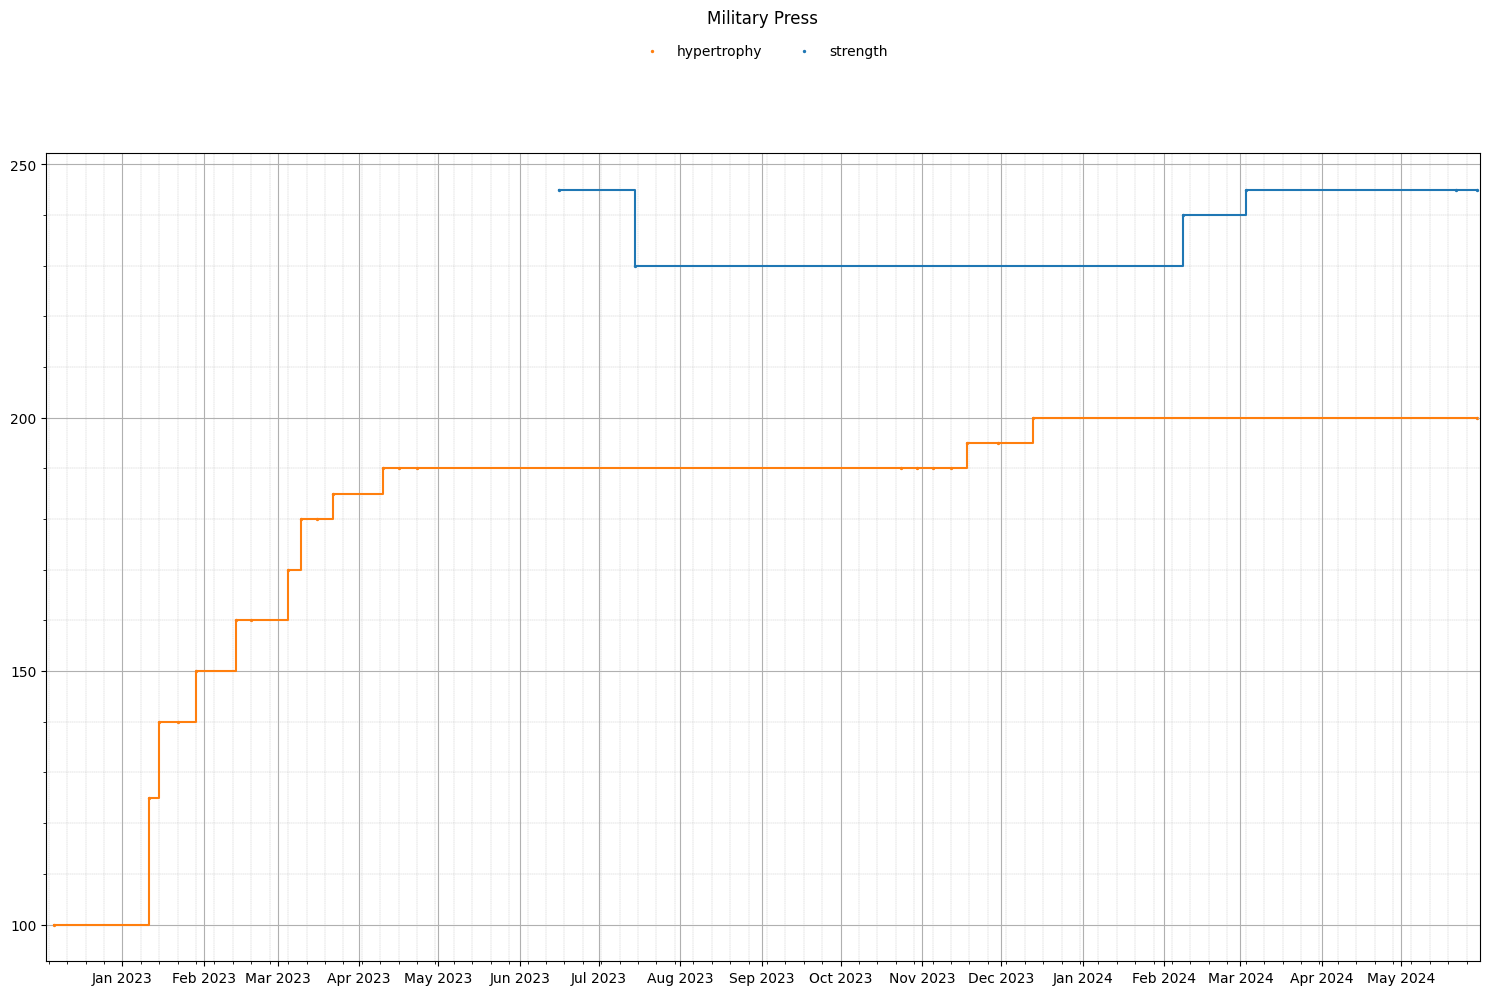 Military Press
hypertrophy strength
250
200
150
100
Jan 2023 Feb 2023 Mar 2023 Apr 2023 May 2023 Jun 2023 Jul 2023 Aug 2023 Sep 2023 Oct 2023 Nov 2023 Dec 2023 Jan 2024 Feb 2024 Mar 2024 Apr 2024 May 2024